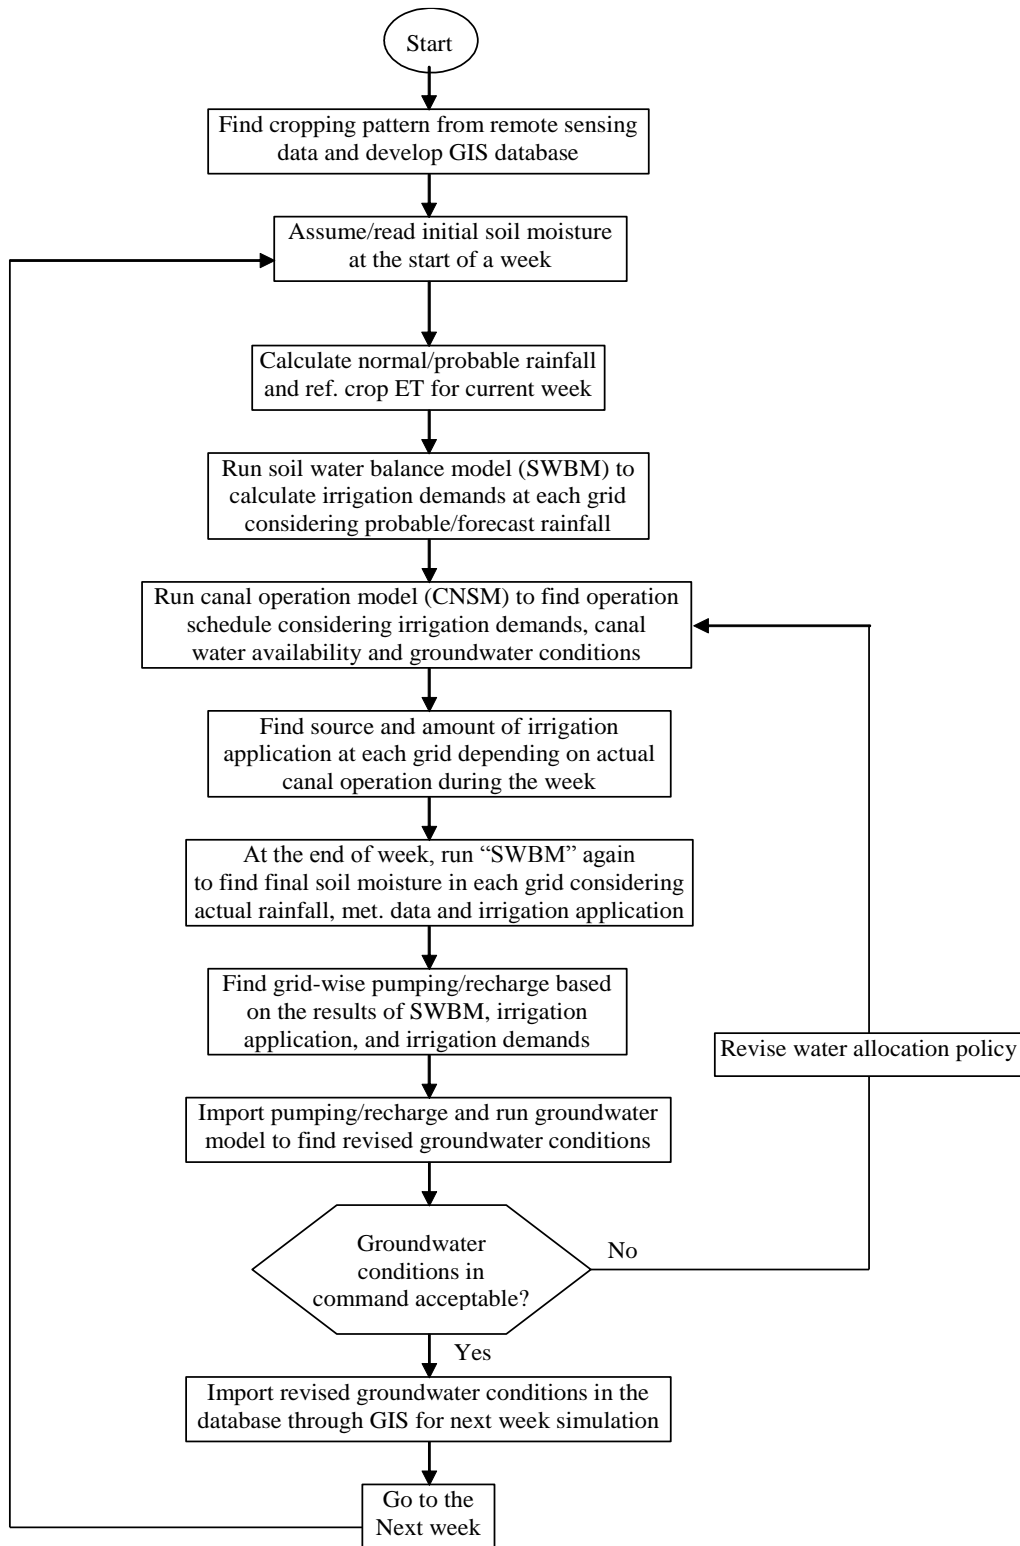 Start
Find cropping pattern from remote sensing
data and develop GIS database
Assume/read initial soil moisture
at the start of a week
Calculate normal/probable rainfall
and ref. crop ET for current week
Run soil water balance model (SWBM) to
calculate irrigation demands at each grid
considering probable/forecast rainfall
Run canal operation model (CNSM) to find operation
schedule considering irrigation demands, canal
water availability and groundwater conditions
Find source and amount of irrigation
application at each grid depending on actual
canal operation during the week
At the end of week, run “SWBM” again
to find final soil moisture in each grid considering
actual rainfall, met. data and irrigation application
Find grid-wise pumping/recharge based
on the results of SWBM, irrigation
application, and irrigation demands
Revise water allocation policy
Import pumping/recharge and run groundwater
model to find revised groundwater conditions
Groundwater
conditions in
command acceptable?
No
Yes
Import revised groundwater conditions in the
database through GIS for next week simulation
Go to the
Next week